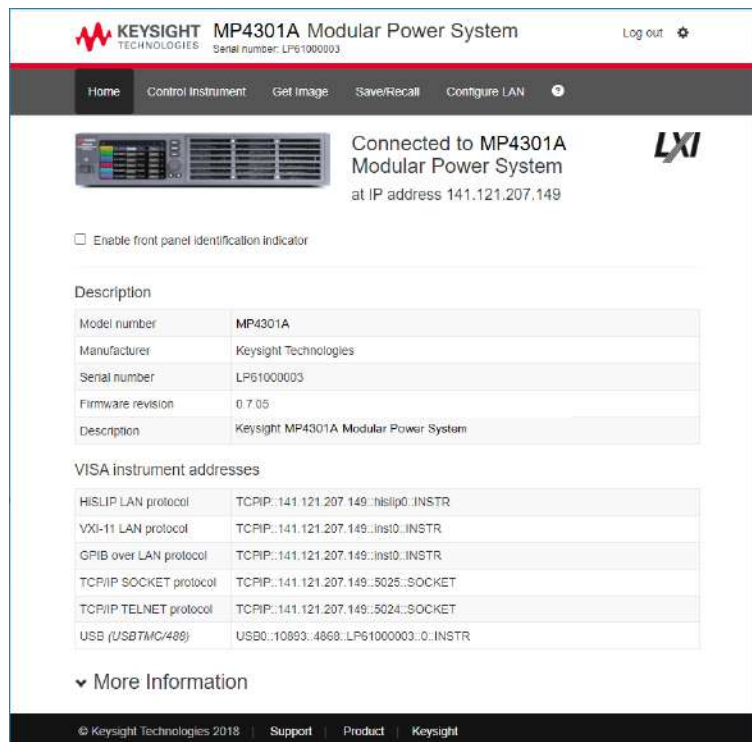 KEYSIGHT
TECHNOLOGIES
MP4301A Modular Power System
Serial number: LP61000003
Log out
Home Control Instrument Get Image Save/Recall Configure LAN ?
Connected to MP4301A
Modular Power System
at IP address 141.121.207.149
LXI
Enable front panel identification indicator
Description
Model number MP4301A
Manufacturer Keysight Technologies
Serial number LP61000003
Firmware revision 0.7.05
Description Keysight MP4301A Modular Power System
VISA instrument addresses
HiSLIP LAN protocol TCPIP::141.121.207.149::hislip0::INSTR
VXI-11 LAN protocol TCPIP::141.121.207.149::inst0::INSTR
GPIB over LAN protocol TCPIP::141.121.207.149::inst0::INSTR
TCP/IP SOCKET protocol TCPIP::141.121.207.149::5025::SOCKET
TCP/IP TELNET protocol TCPIP::141.121.207.149::5024::SOCKET
USB (USBTMC/488) USB0::10893::4868::LP61000003::0::INSTR
More Information
© Keysight Technologies 2018 | Support | Product | Keysight